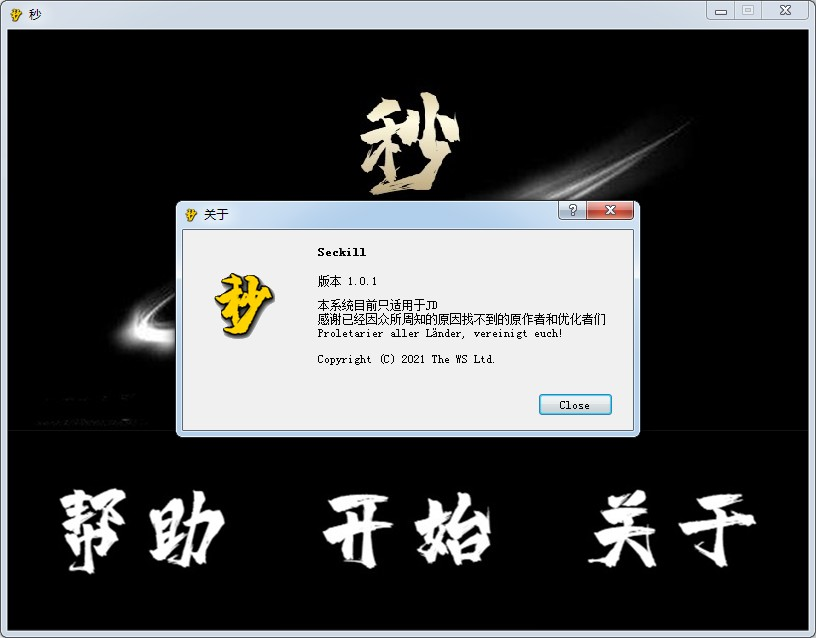 秒
秒
关于
秒
Seckill
版本 1.0.1
本系统目前只适用于JD
感谢已经因众所周知的原因找不到的原作者和优化者们
Proletarier aller Länder, vereinigt euch!
Copyright (C) 2021 The WS Ltd.
Close
帮助
开始
关于